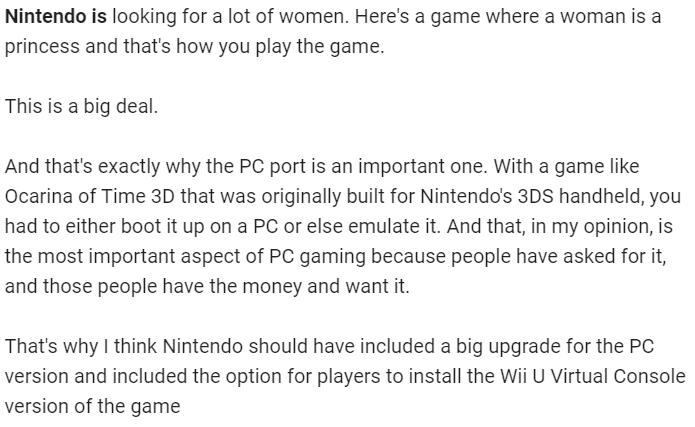 Nintendo is looking for a lot of women. Here's a game where a woman is a
princess and that's how you play the game.
This is a big deal.
And that's exactly why the PC port is an important one. With a game like
Ocarina of Time 3D that was originally built for Nintendo's 3DS handheld, you
had to either boot it up on a PC or else emulate it. And that, in my opinion, is
the most important aspect of PC gaming because people have asked for it,
and those people have the money and want it.
That's why I think Nintendo should have included a big upgrade for the PC
version and included the option for players to install the Wii U Virtual Console
version of the game